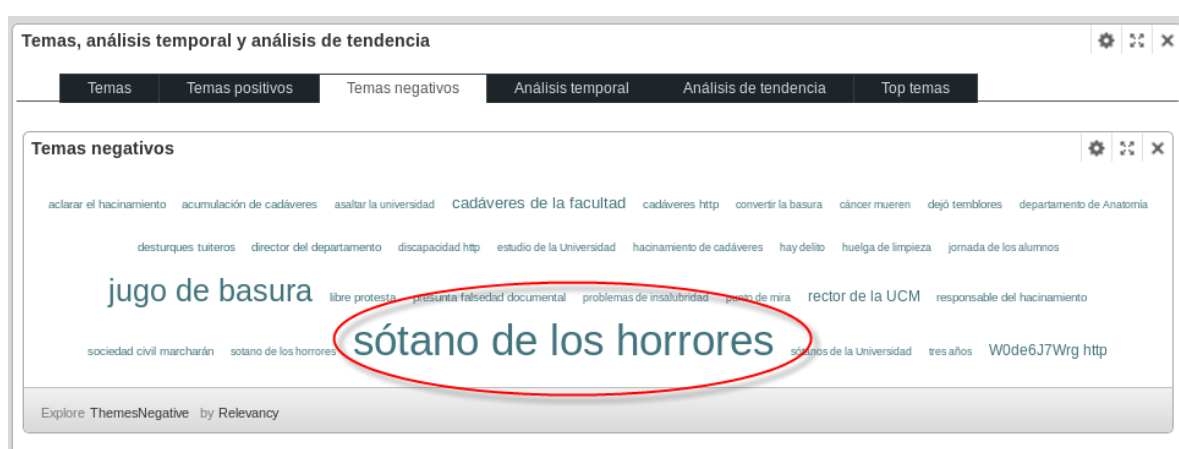 Temas, análisis temporal y análisis de tendencia
Temas Temas positivos Temas negativos Análisis temporal Análisis de tendencia Top temas
Temas negativos
aclarar el hacinamiento acumulación de cadáveres asaltar la universidad cadáveres de la facultad cadáveres http convertir la basura cáncer mueren dejó temblores departamento de Anatomía
desturques tuiteros director del departamento discapacidad http estudio de la Universidad hacinamiento de cadáveres hay delito huelga de limpieza jornada de los alumnos
jugo de basura libre protesta presunta falsedad documental problemas de insalubridad punto de mira rector de la UCM responsable del hacinamiento
sociedad civil marcharán sotano de los horrores sótano de los horrores sótanos de la Universidad tres años W0de6J7Wrg http
Explore ThemesNegative by Relevancy